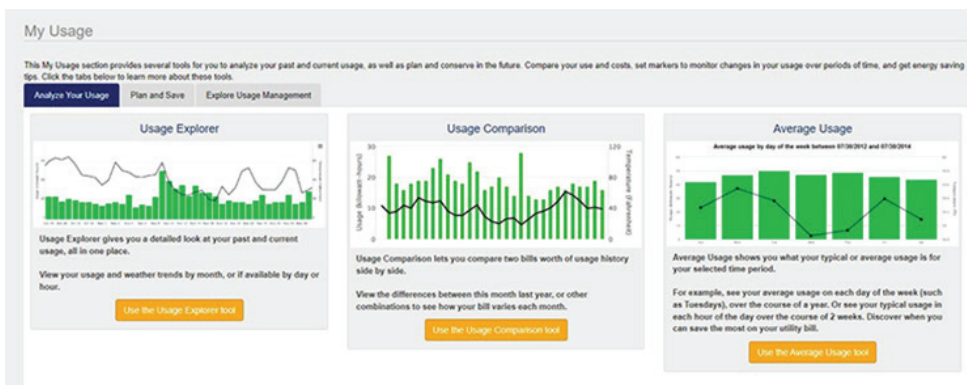 My Usage
This My Usage section provides several tools for you to analyze your past and current usage, as well as plan and conserve in the future. Compare your use and costs, set markers to monitor changes in your usage over periods of time, and get energy saving
tips. Click the tabs below to learn more about these tools.
Analyze Your Usage
Plan and Save
Explore Usage Management
Usage Explorer
Usage Explorer gives you a detailed look at your past and current
usage, all in one place.
View your usage and weather trends by month, or if available by day or
hour.
Use the Usage Explorer tool
Usage Comparison
30
20
10
0
Usage (kilowatt-hours)
120
80
40
0
Temperature (Fahrenheit)
Usage Comparison lets you compare two bills worth of usage history
side by side.
View the differences between this month last year, or other
combinations to see how your bill varies each month.
Use the Usage Comparison tool
Average Usage
Average usage by day of the week between 07/30/2012 and 07/30/2014
Average Usage shows you what your typical or average usage is for
your selected time period.
For example, see your average usage on each day of the week (such
as Tuesdays), over the course of a year. Or see your typical usage in
each hour of the day over the course of 2 weeks. Discover when you
can save the most on your utility bill.
Use the Average Usage tool